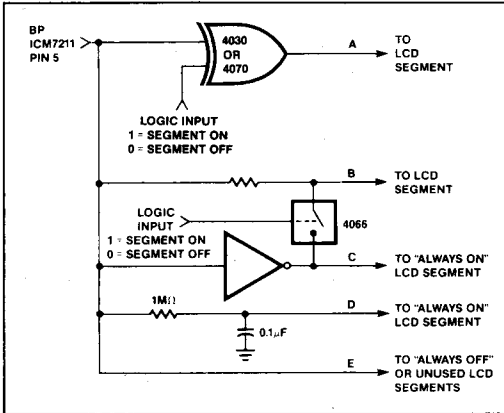 BP
ICM7211
PIN 5
4030
OR
4070
A
TO
LCD
SEGMENT
LOGIC INPUT
1 = SEGMENT ON
0 = SEGMENT OFF
B
TO LCD
SEGMENT
LOGIC
INPUT
1 = SEGMENT ON
0 = SEGMENT OFF
4066
C
TO "ALWAYS ON"
LCD SEGMENT
1MΩ
D
TO "ALWAYS ON"
LCD SEGMENT
0.1μF
E
TO "ALWAYS OFF"
OR UNUSED LCD
SEGMENTS